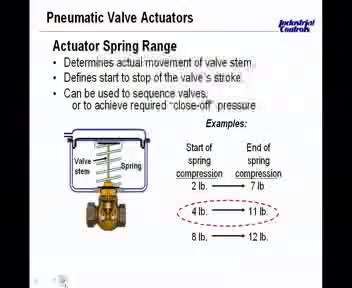 Pneumatic Valve Actuators
Industrial
Controls
Actuator Spring Range
• Determines actual movement of valve stem
• Defines start to stop of the valve's stroke
• Can be used to sequence valves,
or to achieve required "close-off" pressure
Examples:
Start of
spring
compression
End of
spring
compression
Valve
stem
Spring
2 lb. 7 lb
4 lb. 11 lb.
8 lb. 12 lb.